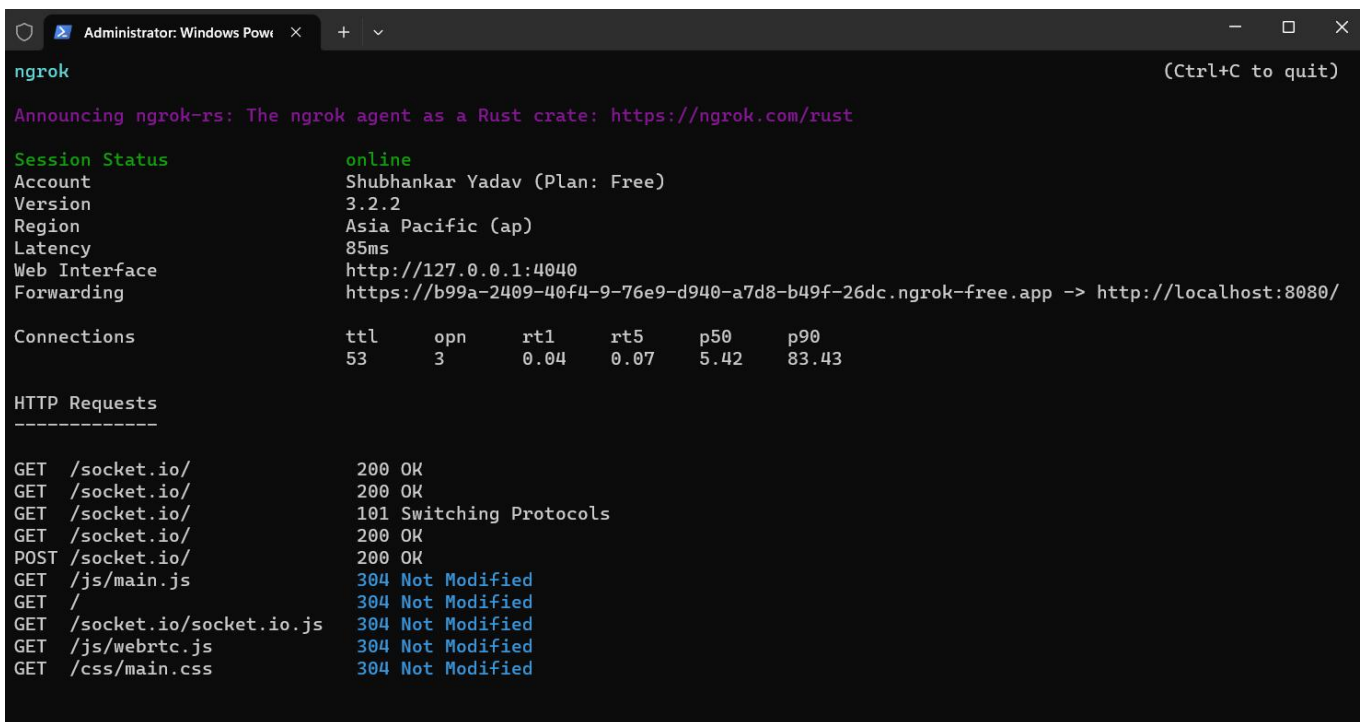 Administrator: Windows Powe
ngrok (Ctrl+C to quit)
Announcing ngrok-rs: The ngrok agent as a Rust crate: https://ngrok.com/rust
Session Status online
Account Shubhankar Yadav (Plan: Free)
Version 3.2.2
Region Asia Pacific (ap)
Latency 85ms
Web Interface http://127.0.0.1:4040
Forwarding https://b99a-2409-40f4-9-76e9-d940-a7d8-b49f-26dc.ngrok-free.app -> http://localhost:8080/
Connections ttl opn rt1 rt5 p50 p90
53 3 0.04 0.07 5.42 83.43
HTTP Requests
-------------
GET /socket.io/ 200 OK
GET /socket.io/ 200 OK
GET /socket.io/ 101 Switching Protocols
GET /socket.io/ 200 OK
POST /socket.io/ 200 OK
GET /js/main.js 304 Not Modified
GET / 304 Not Modified
GET /socket.io/socket.io.js 304 Not Modified
GET /js/webrtc.js 304 Not Modified
GET /css/main.css 304 Not Modified